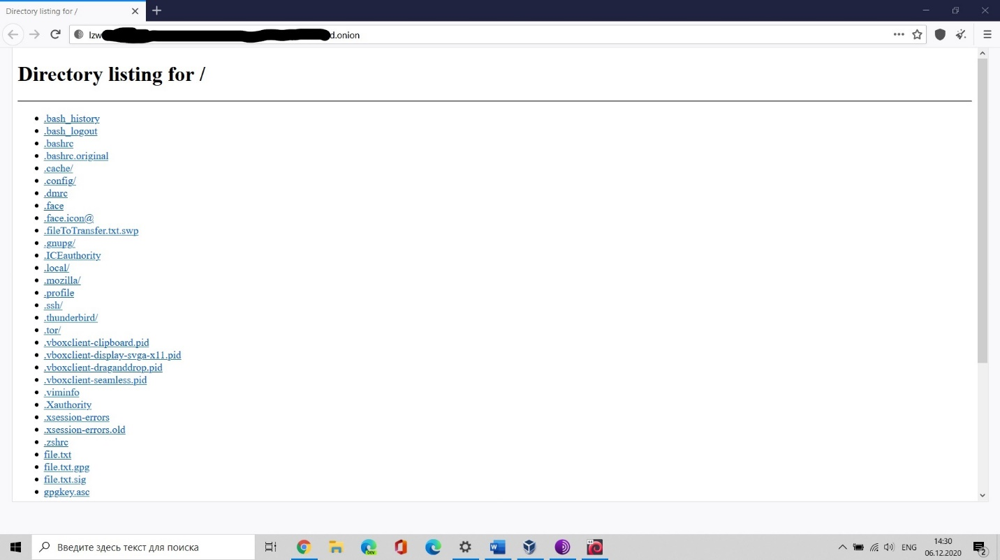 Directory listing for /
lzw
d.onion
Directory listing for /
.bash_history
.bash_logout
.bashrc
.bashrc.original
.cache/
.config/
.dmrc
.face
.face.icon@
.fileToTransfer.txt.swp
.gnupg/
.ICEauthority
.local/
.mozilla/
.profile
.ssh/
.thunderbird/
.tor/
.vboxclient-clipboard.pid
.vboxclient-display-svga-x11.pid
.vboxclient-draganddrop.pid
.vboxclient-seamless.pid
.viminfo
.Xauthority
.xsession-errors
.xsession-errors.old
.zshrc
file.txt
file.txt.gpg
file.txt.sig
gpgkey.asc
Введите здесь текст для поиска
DEV
W
ENG
14:30
06.12.2020
2